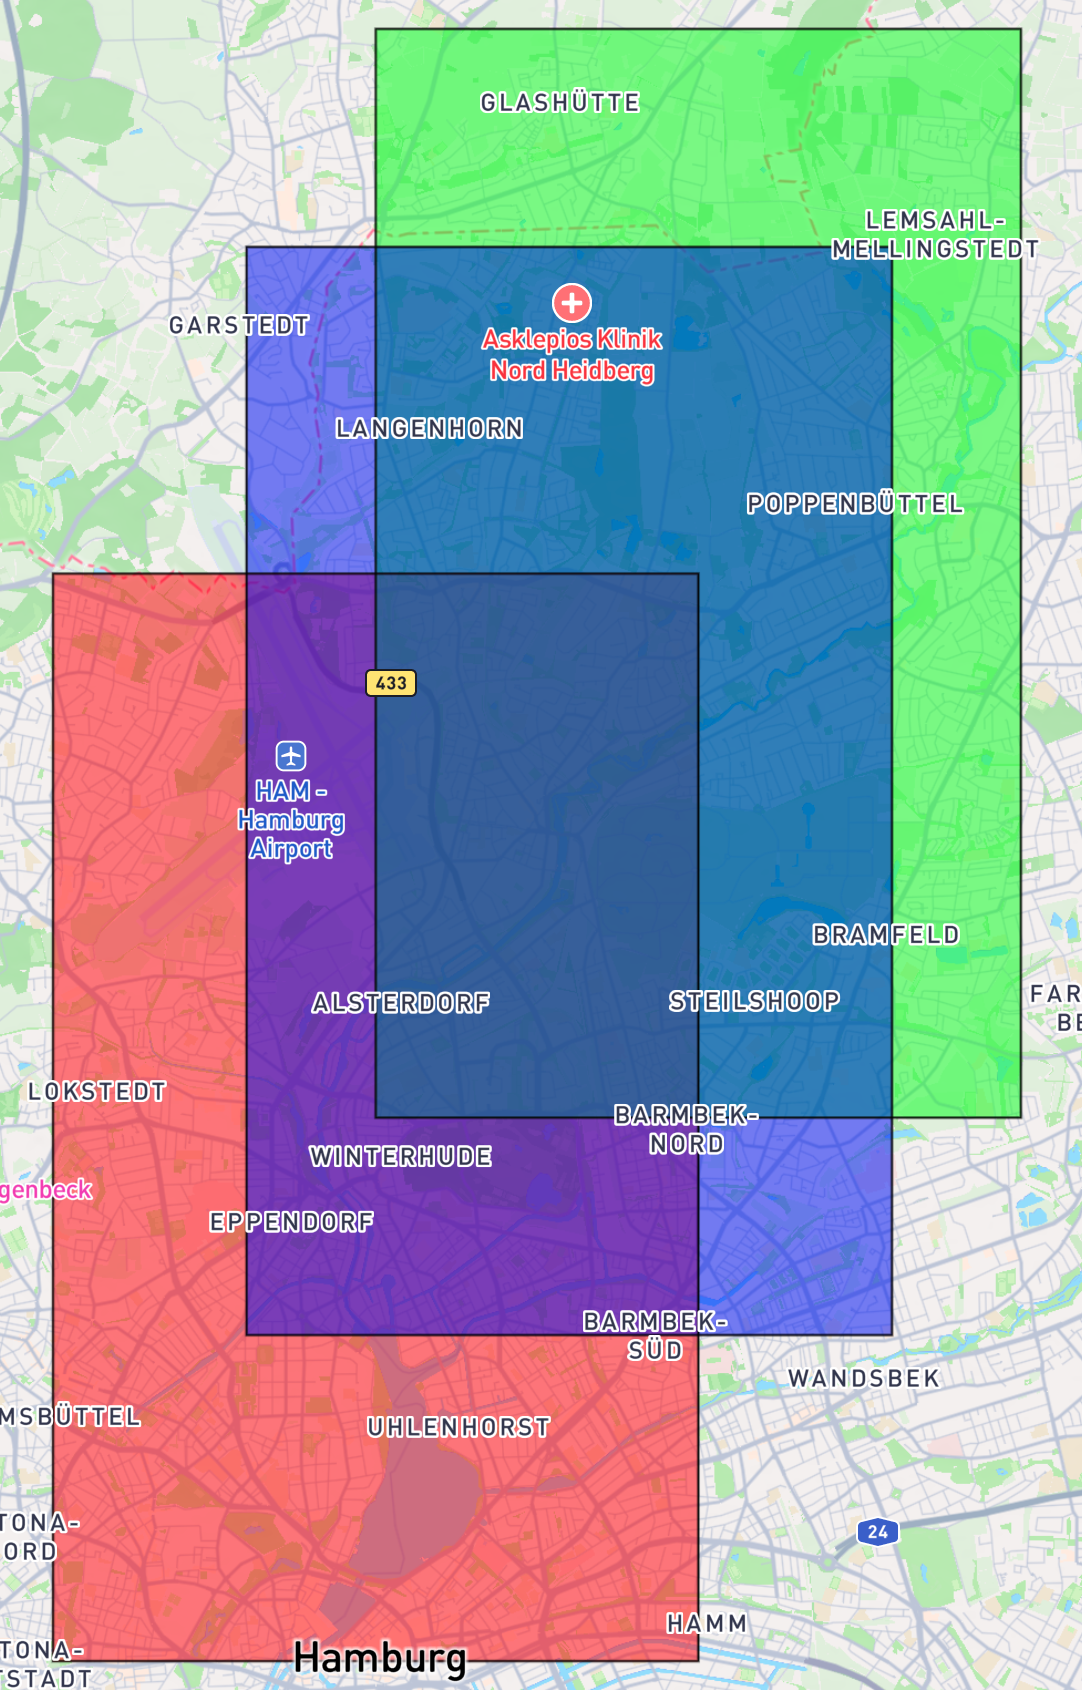 GLASHÜTTE
LEMSAHL-
MELLINGSTEDT
GARSTEDT
Asklepios Klinik
Nord Heidberg
LANGENHORN
POPPENBÜTTEL
433
HAM -
Hamburg
Airport
BRAMFELD
ALSTERDORF
STEILSHOOP
FAR
BE
LOKSTEDT
BARMBEK-
NORD
WINTERHUDE
genbeck
EPPENDORF
BARMBEK-
SÜD
WANDSBEK
MSBÜTTEL
UHLENHORST
TONA-
ORD
24
HAMM
TONA-
TSTADT
Hamburg